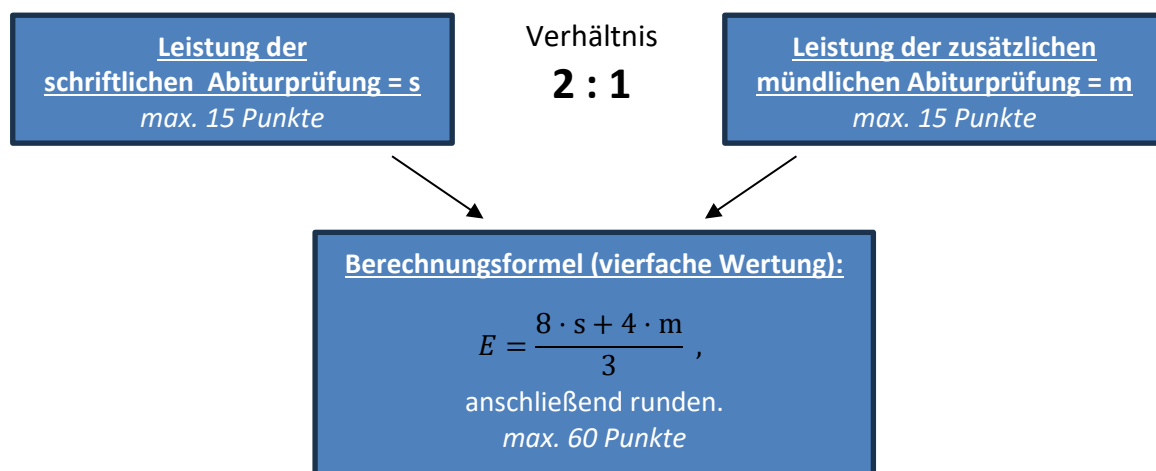 Leistung der
schriftlichen Abiturprüfung = s
max. 15 Punkte
Verhältnis
2 : 1
Leistung der zusätzlichen
mündlichen Abiturprüfung = m
max. 15 Punkte
Berechnungsformel (vierfache Wertung):
E = (8 · s + 4 · m) / 3 ,
anschließend runden.
max. 60 Punkte